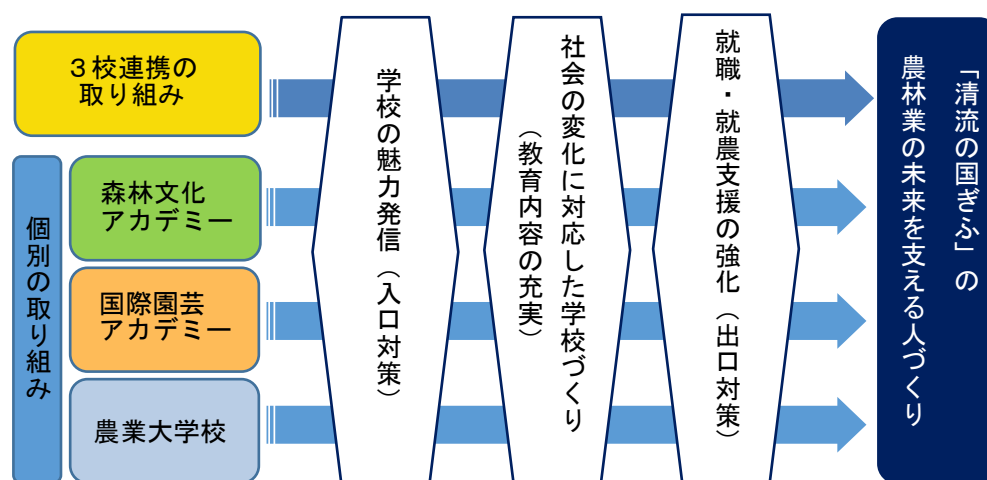 ３校連携の
取り組み
個別の取り組み
森林文化
アカデミー
国際園芸
アカデミー
農業大学校
学校の魅力発信（入口対策）
社会の変化に対応した学校づくり
（教育内容の充実）
就職・就農支援の強化（出口対策）
「清流の国ぎふ」の
農林業の未来を支える人づくり